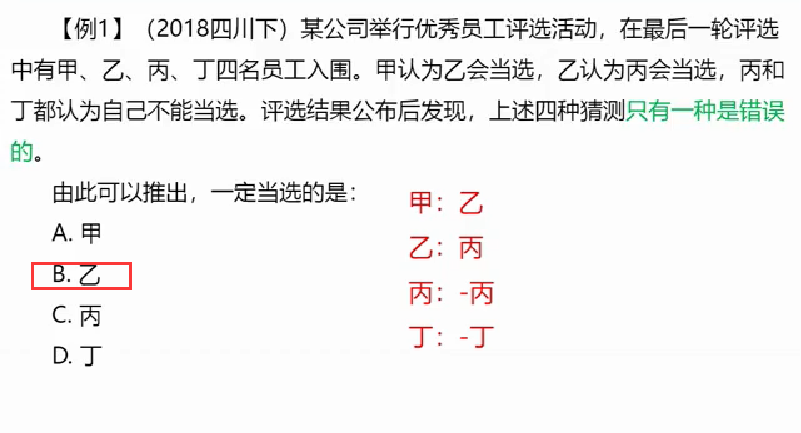 【例1】（2018四川下）某公司举行优秀员工评选活动，在最后一轮评选
中有甲、乙、丙、丁四名员工入围。甲认为乙会当选，乙认为丙会当选，丙和
丁都认为自己不能当选。评选结果公布后发现，上述四种猜测只有一种是错误
的。
由此可以推出，一定当选的是：
A. 甲
B. 乙
C. 丙
D. 丁
甲：乙
乙：丙
丙：-丙
丁：-丁